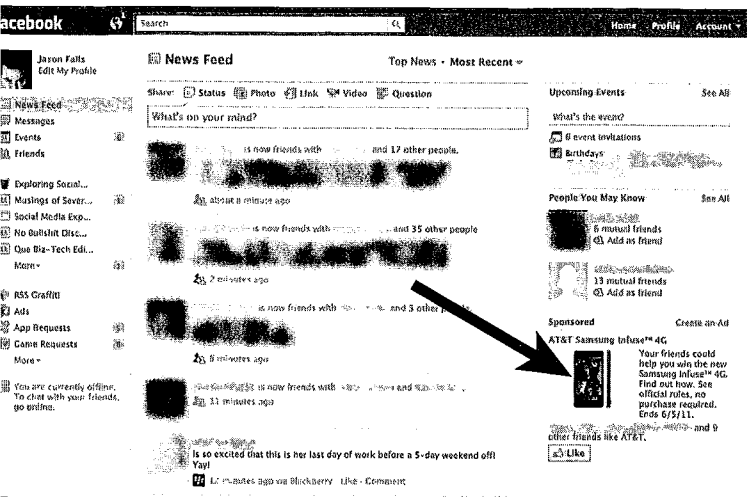 acebook
Search
Home Profile Account
Jason Falls
Edit My Profile
News Feed
Messages
Events
Friends
Exploring Social...
Musings of Sever...
Social Media Exp...
No Bullshit Disc...
Que Biz-Tech Edi...
More
RSS Graffiti
Ads
App Requests
Game Requests
More
You are currently offline.
To chat with your friends,
go online.
News Feed
Top News · Most Recent
Share: Status Photo Link Video Question
What's on your mind?
is now friends with and 17 other people.
about a minute ago
is now friends with and 35 other people
2 minutes ago
is now friends with and 3 other
minutes ago
is now friends with and
11 minutes ago
Is so excited that this is her last day of work before a 5-day weekend off!
Yay!
minutes ago via Blackberry · Like · Comment
Upcoming Events See All
What's the event?
6 event invitations
Birthdays
People You May Know See All
6 mutual friends
Add as friend
13 mutual friends
Add as friend
Sponsored Create an Ad
AT&T Samsung Infuse™ 4G
Your friends could
help you win the new
Samsung Infuse™ 4G.
Find out how. See
official rules, no
purchase required.
Ends 6/5/11.
and 9
other friends like AT&T.
Like